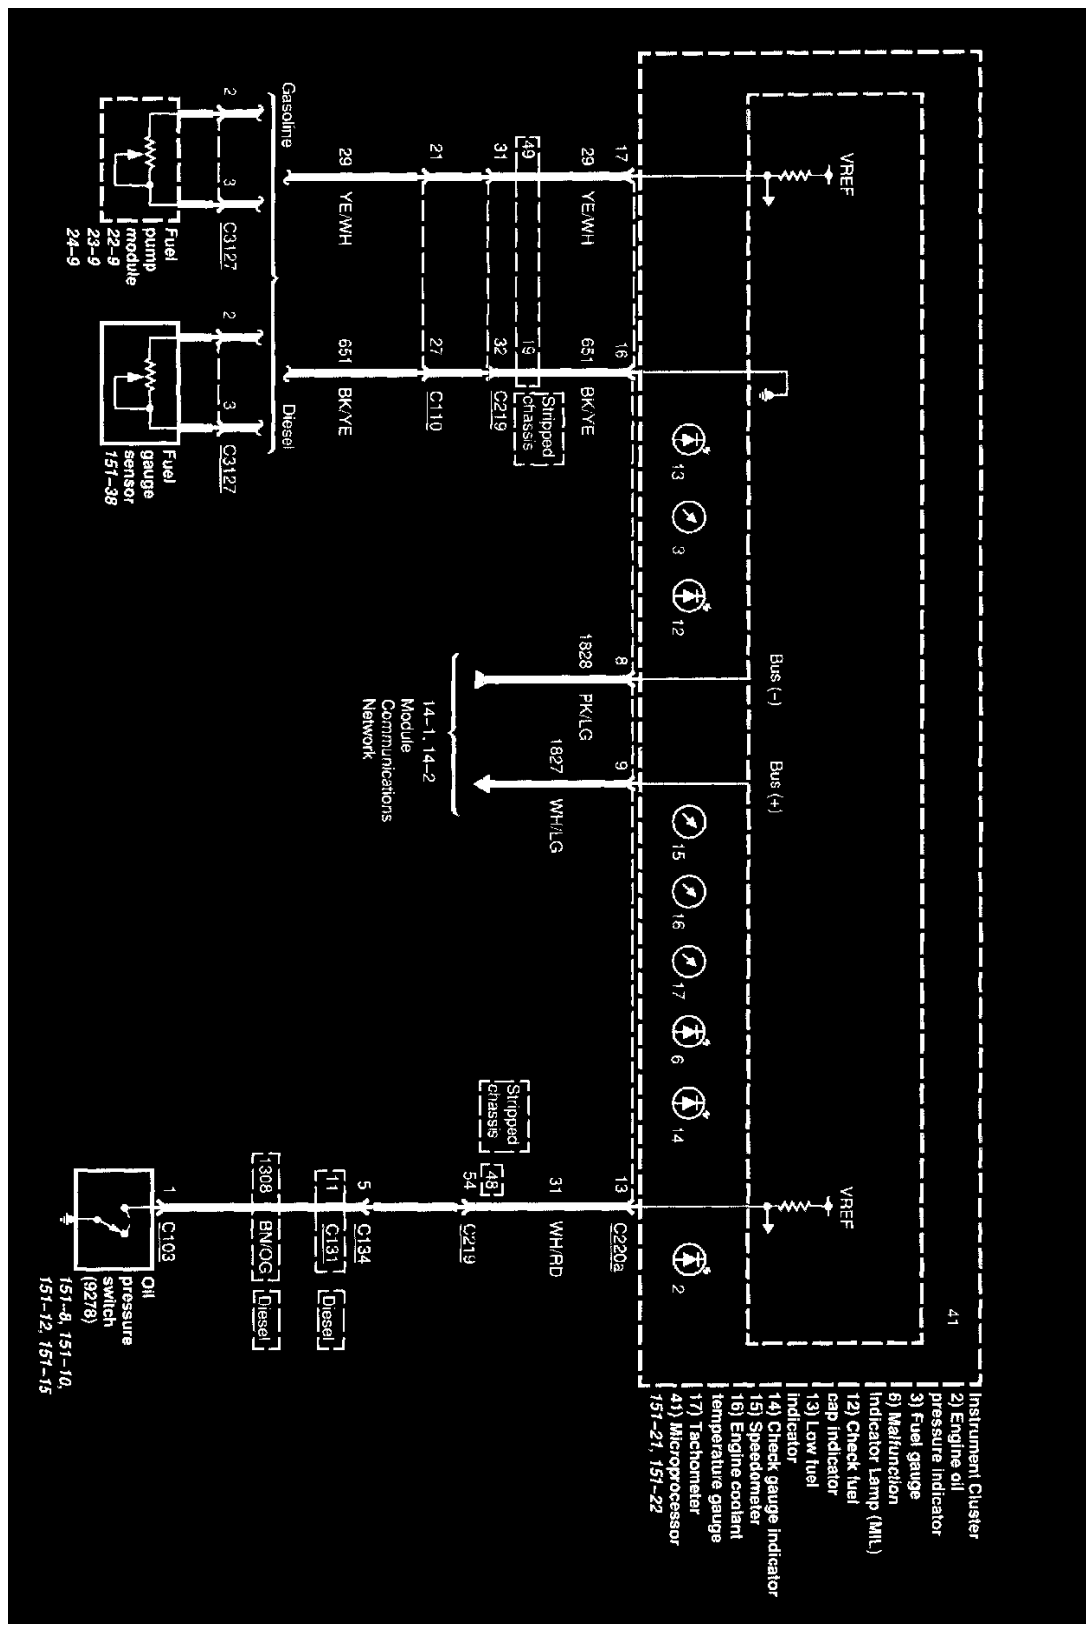 Instrument Cluster
2) Engine oil
pressure indicator
3) Fuel gauge
6) Malfunction
Indicator Lamp (MIL)
12) Check fuel
cap indicator
13) Low fuel
indicator
14) Check gauge indicator
15) Speedometer
16) Engine coolant
temperature gauge
17) Tachometer
41) Microprocessor
151-21, 151-22
41
VREF
VREF
Bus (-)
Bus (+)
13
3
12
15
16
17
6
14
2
17
16
8
9
13
C220a
29 YE/WH
651 BK/YE
1828 PK/LG
1827 WH/LG
31 WH/RD
49
19
Stripped
chassis
31
32
C219
48
Stripped
chassis
54
C219
21
27
C110
14-1, 14-2
Module
Communications
Network
5
C134
11
C131
Diesel
29 YE/WH
651 BK/YE
1308 BN/OG
Diesel
Gasoline
Diesel
2
3
C3127
2
3
C3127
1
C103
Fuel
pump
module
22-9
23-9
24-9
Fuel
gauge
sensor
151-38
Oil
pressure
switch
(9278)
151-8, 151-10,
151-12, 151-15